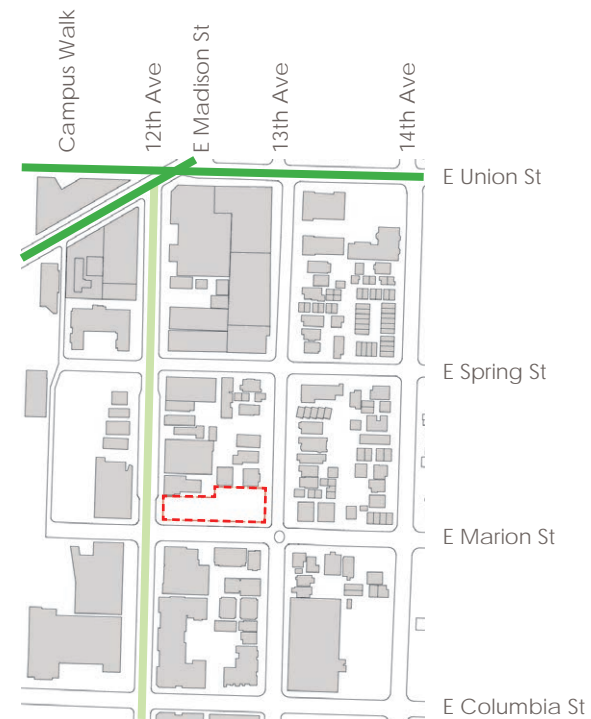 Campus Walk
12th Ave
E Madison St
13th Ave
14th Ave
E Union St
E Spring St
E Marion St
E Columbia St